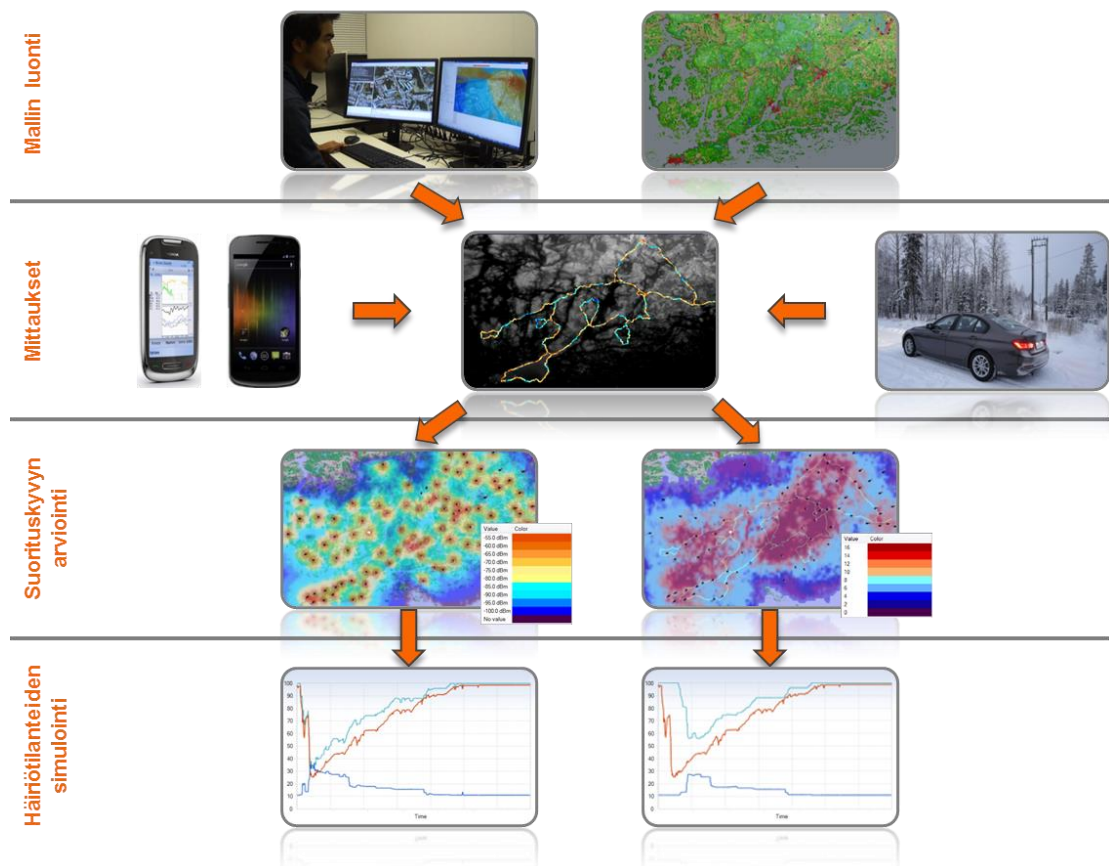 Mallin luonti
Mittaukset
Suorituskyvyn
arviointi
Value Color
-55.0 dBm
-60.0 dBm
-65.0 dBm
-70.0 dBm
-75.0 dBm
-80.0 dBm
-85.0 dBm
-90.0 dBm
-95.0 dBm
-100.0 dBm
No value
Value Color
16
14
12
10
8
6
4
2
0
Häiriötilanteiden
simulointi
100
90
80
70
60
50
40
30
20
10
0
Time
100
90
80
70
60
50
40
30
20
10
0
Time